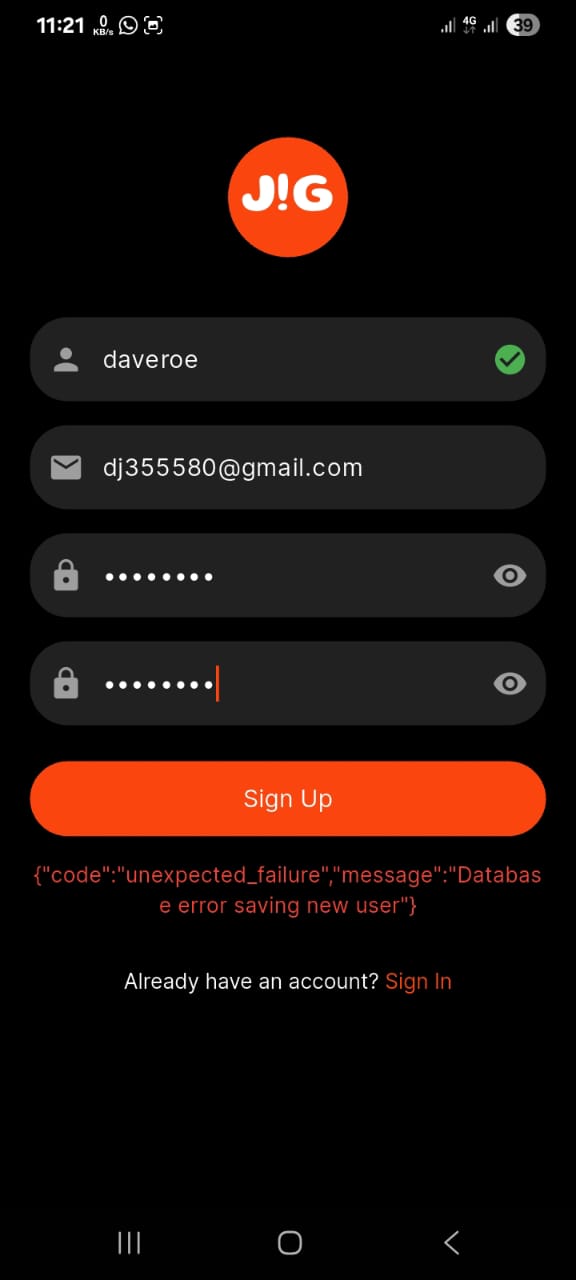 11:21 0 KB/s 4G 39
J!G
daveroe
dj355580@gmail.com
••••••••
••••••••
Sign Up
{"code":"unexpected_failure","message":"Databas
e error saving new user"}
Already have an account? Sign In